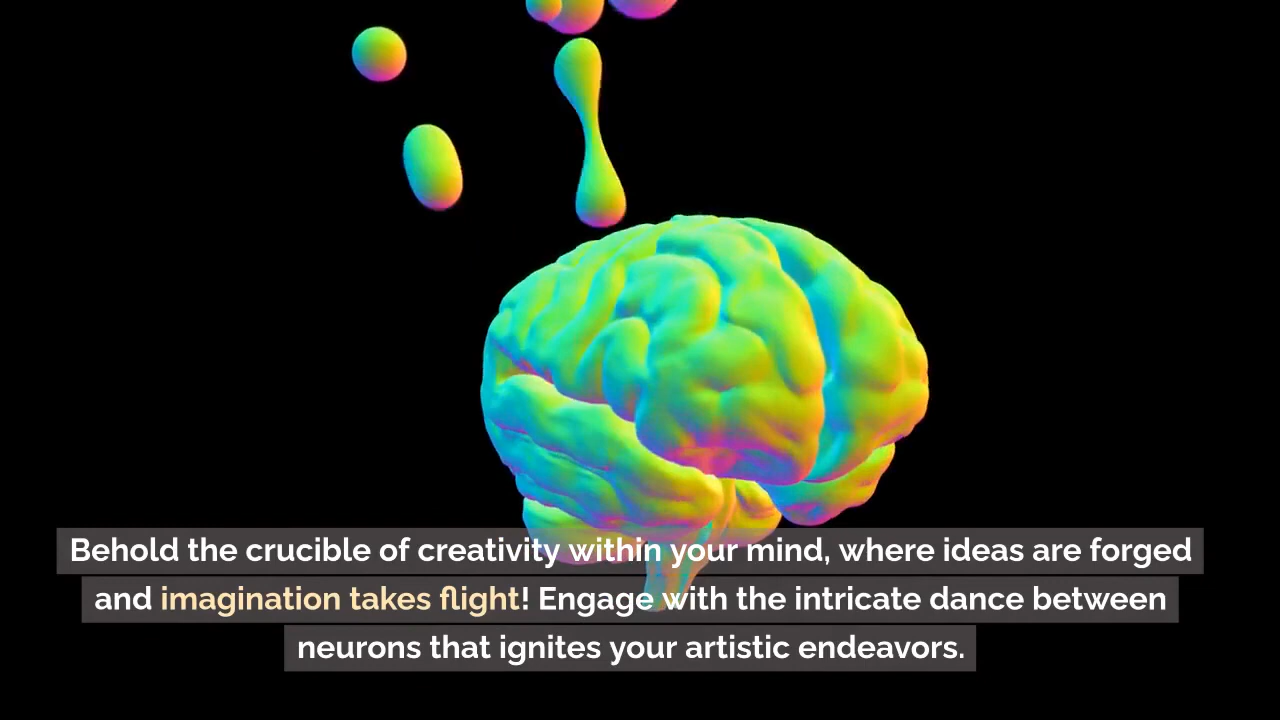 Behold the crucible of creativity within your mind, where ideas are forged
and imagination takes flight! Engage with the intricate dance between
neurons that ignites your artistic endeavors.